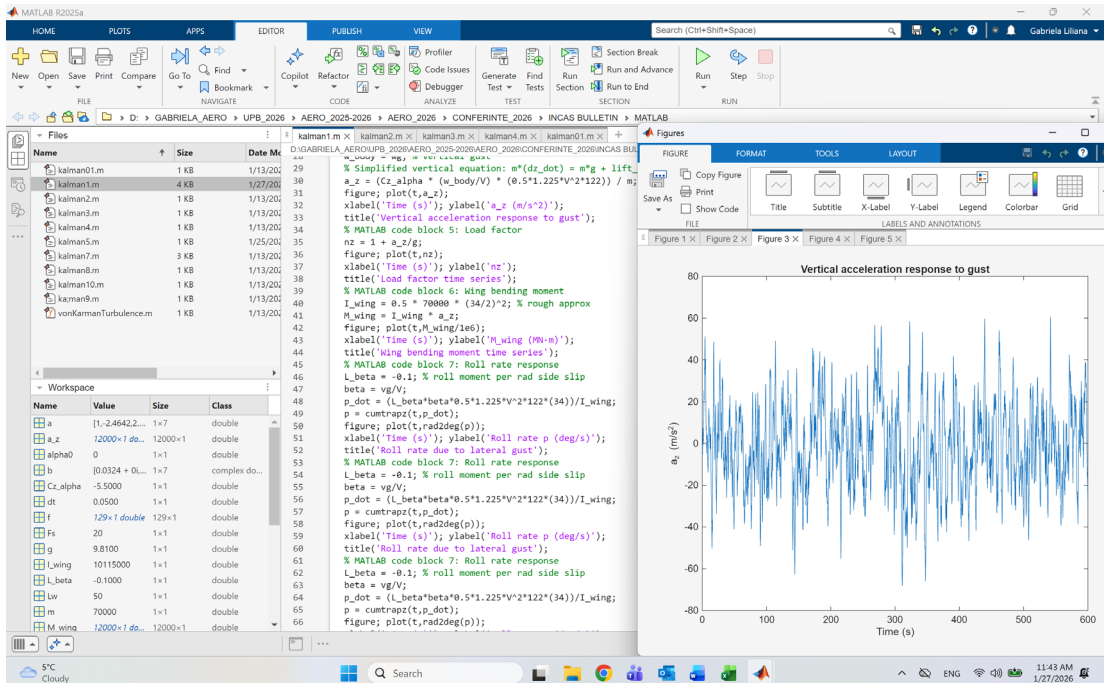 MATLAB R2025a
HOME PLOTS APPS EDITOR PUBLISH VIEW
Search (Ctrl+Shift+Space)
Gabriela Liliana
New Open Save Print Compare
Go To Find Bookmark
Copilot Refactor
Profiler
Code Issues
Debugger
Generate Test Find Tests
Run Section
Section Break
Run and Advance
Run to End
Run Step Stop
FILE NAVIGATE CODE ANALYZE TEST SECTION RUN
D: > GABRIELA_AERO > UPB_2026 > AERO_2025-2026 > AERO_2026 > CONFERINTE_2026 > INCAS BULLETIN > MATLAB
Files
Name Size Date Mo
kalman01.m 1 KB 1/13/202
kalman1.m 4 KB 1/27/202
kalman2.m 1 KB 1/13/202
kalman3.m 1 KB 1/13/202
kalman4.m 1 KB 1/13/202
kalman5.m 1 KB 1/25/202
kalman7.m 3 KB 1/13/202
kalman8.m 1 KB 1/13/202
kalman10.m 1 KB 1/13/202
ka;man9.m 1 KB 1/13/202
vonKarmanTurbulence.m 1 KB 1/13/202
Workspace
Name Value Size Class
a [1,-2.4642,2.... 1×7 double
a_z 12000×1 do... 12000×1 double
alpha0 0 1×1 double
b [0.0324 + 0i,... 1×7 complex do...
Cz_alpha -5.5000 1×1 double
dt 0.0500 1×1 double
f 129×1 double 129×1 double
Fs 20 1×1 double
g 9.8100 1×1 double
I_wing 10115000 1×1 double
L_beta -0.1000 1×1 double
Lw 50 1×1 double
m 70000 1×1 double
M_wing 12000×1 do... 12000×1 double
kalman1.m kalman2.m kalman3.m kalman4.m kalman01.m
D:\GABRIELA_AERO\UPB_2026\AERO_2025-2026\AERO_2026\CONFERINTE_2026\INCAS BUL
28 w_body = wg; % vertical gust
29 % Simplified vertical equation: m*(dz_dot) = m*g + lift_
30 a_z = (Cz_alpha * (w_body/V) * (0.5*1.225*V^2*122)) / m;
31 figure; plot(t,a_z);
32 xlabel('Time (s)'); ylabel('a_z (m/s^2)');
33 title('Vertical acceleration response to gust');
34 % MATLAB code block 5: Load factor
35 nz = 1 + a_z/g;
36 figure; plot(t,nz);
37 xlabel('Time (s)'); ylabel('nz');
38 title('Load factor time series');
39 % MATLAB code block 6: Wing bending moment
40 I_wing = 0.5 * 70000 * (34/2)^2; % rough approx
41 M_wing = I_wing * a_z;
42 figure; plot(t,M_wing/1e6);
43 xlabel('Time (s)'); ylabel('M_wing (MN·m)');
44 title('Wing bending moment time series');
45 % MATLAB code block 7: Roll rate response
46 L_beta = -0.1; % roll moment per rad side slip
47 beta = vg/V;
48 p_dot = (L_beta*beta*0.5*1.225*V^2*122*(34))/I_wing;
49 p = cumtrapz(t,p_dot);
50 figure; plot(t,rad2deg(p));
51 xlabel('Time (s)'); ylabel('Roll rate p (deg/s)');
52 title('Roll rate due to lateral gust');
53 % MATLAB code block 7: Roll rate response
54 L_beta = -0.1; % roll moment per rad side slip
55 beta = vg/V;
56 p_dot = (L_beta*beta*0.5*1.225*V^2*122*(34))/I_wing;
57 p = cumtrapz(t,p_dot);
58 figure; plot(t,rad2deg(p));
59 xlabel('Time (s)'); ylabel('Roll rate p (deg/s)');
60 title('Roll rate due to lateral gust');
61 % MATLAB code block 7: Roll rate response
62 L_beta = -0.1; % roll moment per rad side slip
63 beta = vg/V;
64 p_dot = (L_beta*beta*0.5*1.225*V^2*122*(34))/I_wing;
65 p = cumtrapz(t,p_dot);
66 figure; plot(t,rad2deg(p));
Figures
FIGURE FORMAT TOOLS LAYOUT
Save As
Copy Figure
Print
Show Code
Title Subtitle X-Label Y-Label Legend Colorbar Grid
FILE LABELS AND ANNOTATIONS
Figure 1 Figure 2 Figure 3 Figure 4 Figure 5
Vertical acceleration response to gust
80
60
40
20
0
-20
-40
-60
-80
a_z (m/s²)
0 100 200 300 400 500 600
Time (s)
5°C
Cloudy
Search
ENG
11:43 AM
1/27/2026